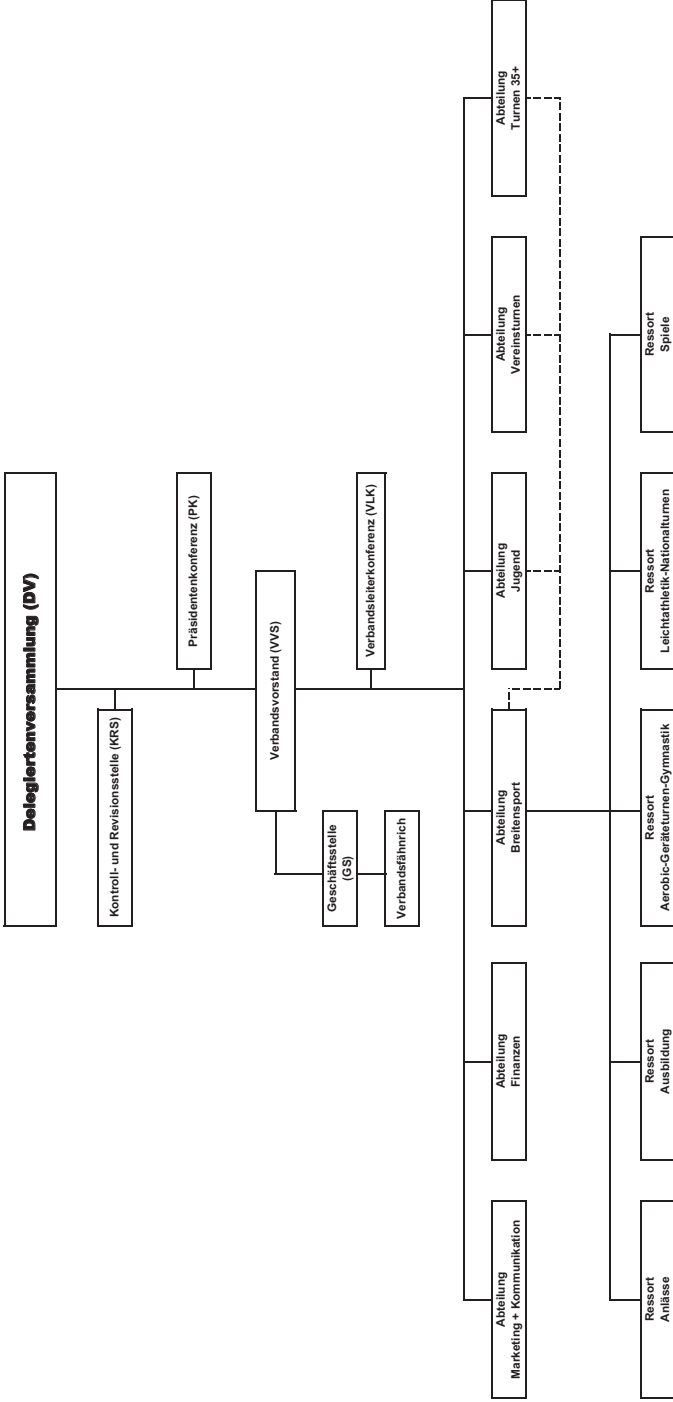 Delegiertenversammlung (DV)
Kontroll- und Revisionsstelle (KRS)
Präsidentenkonferenz (PK)
Verbandsvorstand (VVS)
Geschäftsstelle
(GS)
Verbandsleiterkonferenz (VLK)
Verbandsfähnrich
Abteilung
Marketing + Kommunikation
Abteilung
Finanzen
Abteilung
Breitensport
Abteilung
Jugend
Abteilung
Vereinsturnen
Abteilung
Turnen 35+
Ressort
Anlässe
Ressort
Ausbildung
Ressort
Aerobic-Geräteturnen-Gymnastik
Ressort
Leichtathletik-Nationalturnen
Ressort
Spiele